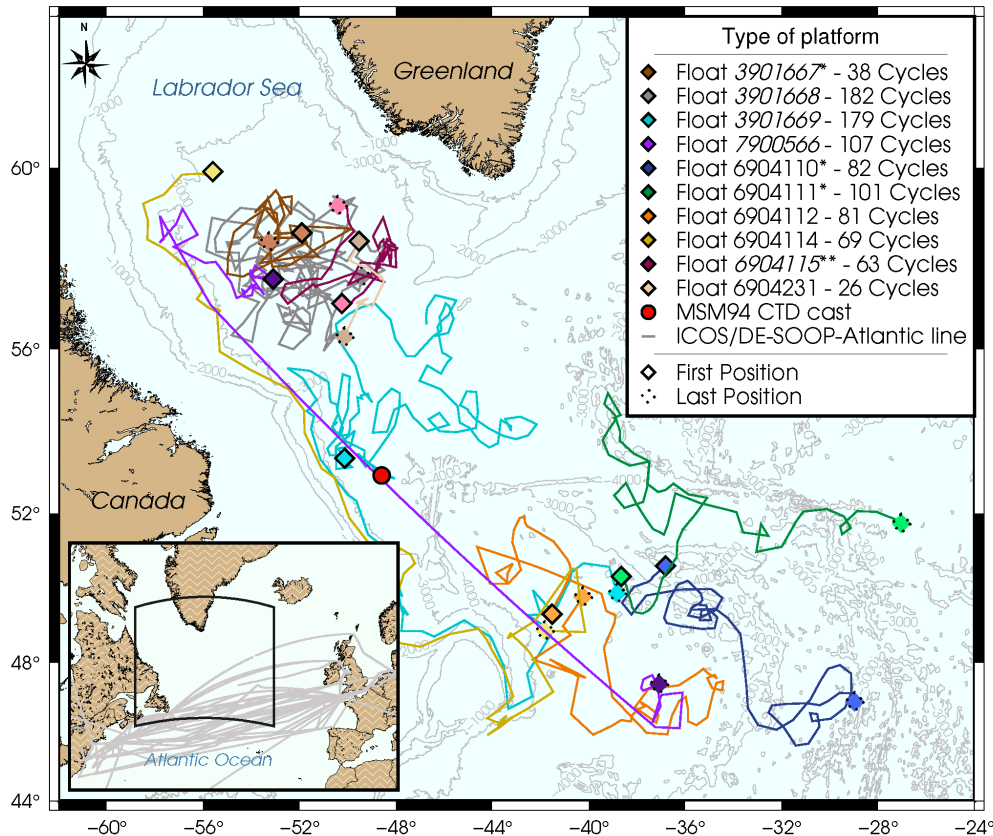 N
Labrador Sea
Greenland
Canada
Atlantic Ocean
Type of platform
Float 3901667* - 38 Cycles
Float 3901668 - 182 Cycles
Float 3901669 - 179 Cycles
Float 7900566 - 107 Cycles
Float 6904110* - 82 Cycles
Float 6904111* - 101 Cycles
Float 6904112 - 81 Cycles
Float 6904114 - 69 Cycles
Float 6904115** - 63 Cycles
Float 6904231 - 26 Cycles
MSM94 CTD cast
ICOS/DE-SOOP-Atlantic line
First Position
Last Position
60°
56°
52°
48°
44°
−60° −56° −52° −48° −44° −40° −36° −32° −28° −24°